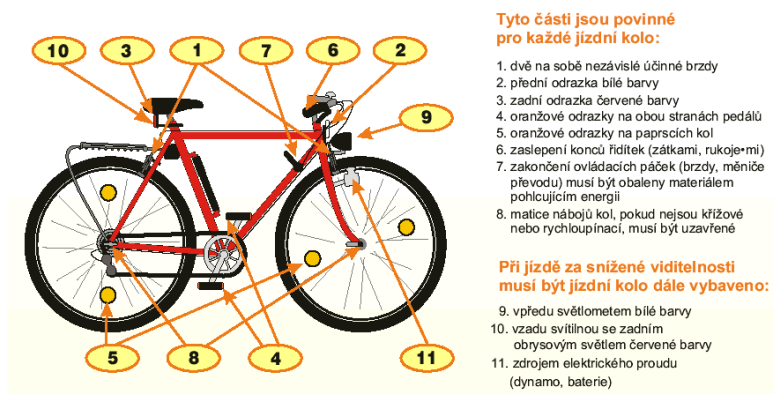 10
3
1
7
6
2
9
5
8
4
11
Tyto části jsou povinné
pro každé jízdní kolo:
1. dvě na sobě nezávislé účinné brzdy
2. přední odrazka bílé barvy
3. zadní odrazka červené barvy
4. oranžové odrazky na obou stranách pedálů
5. oranžové odrazky na paprscích kol
6. zaslepení konců řidítek (zátkami, rukoje•mi)
7. zakončení ovládacích páček (brzdy, měniče
převodu) musí být obaleny materiálem
pohlcujícím energii
8. matice nábojů kol, pokud nejsou křížové
nebo rychloupínací, musí být uzavřené
Při jízdě za snížené viditelnosti
musí být jízdní kolo dále vybaveno:
9. vpředu světlometem bílé barvy
10. vzadu svítilnou se zadním
obrysovým světlem červené barvy
11. zdrojem elektrického proudu
(dynamo, baterie)